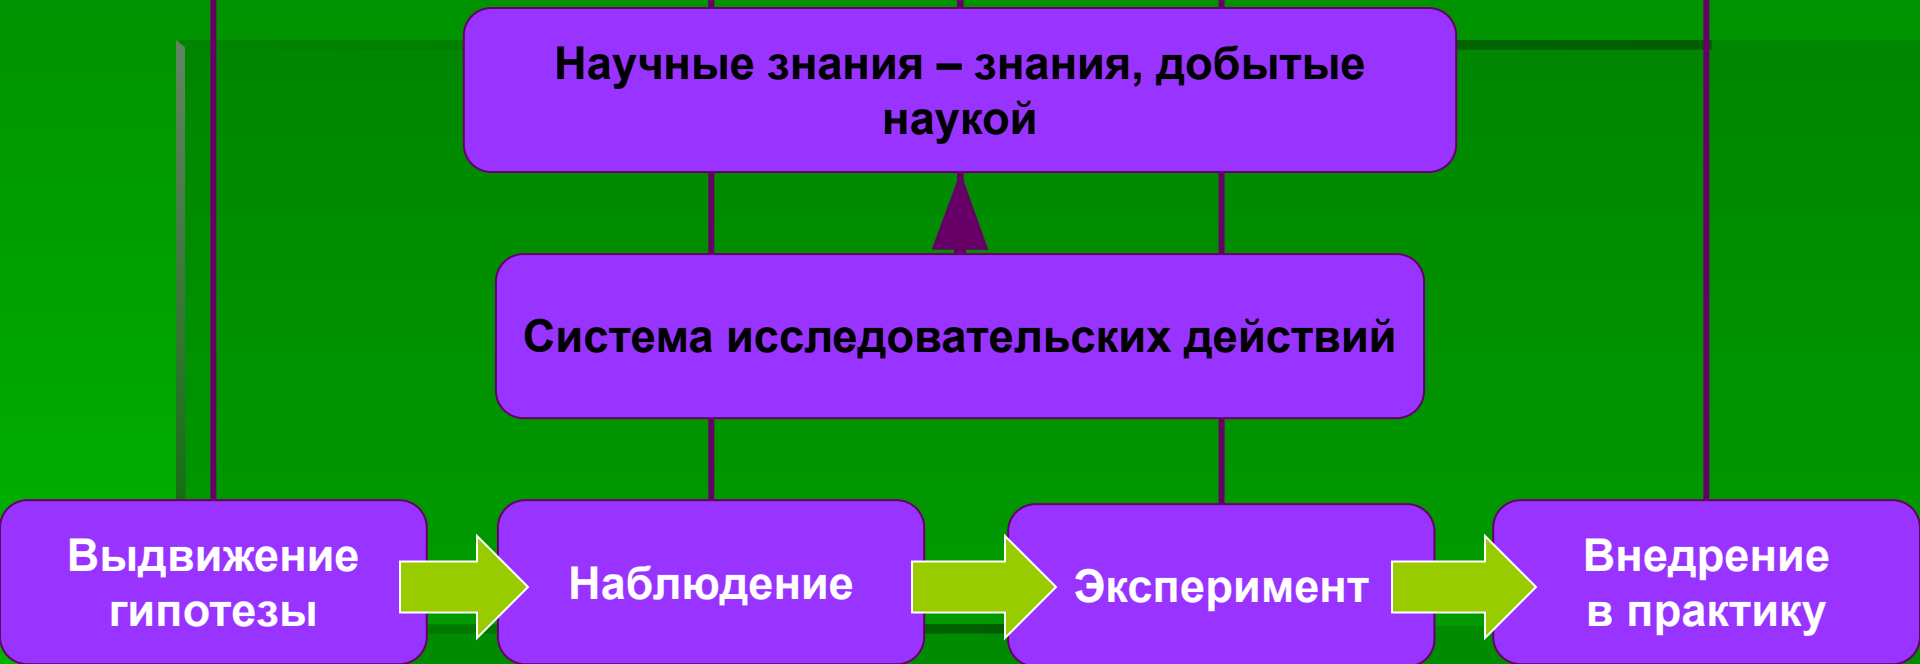 Научные знания – знания, добытые
наукой
Система исследовательских действий
Выдвижение
гипотезы
Наблюдение
Эксперимент
Внедрение
в практику